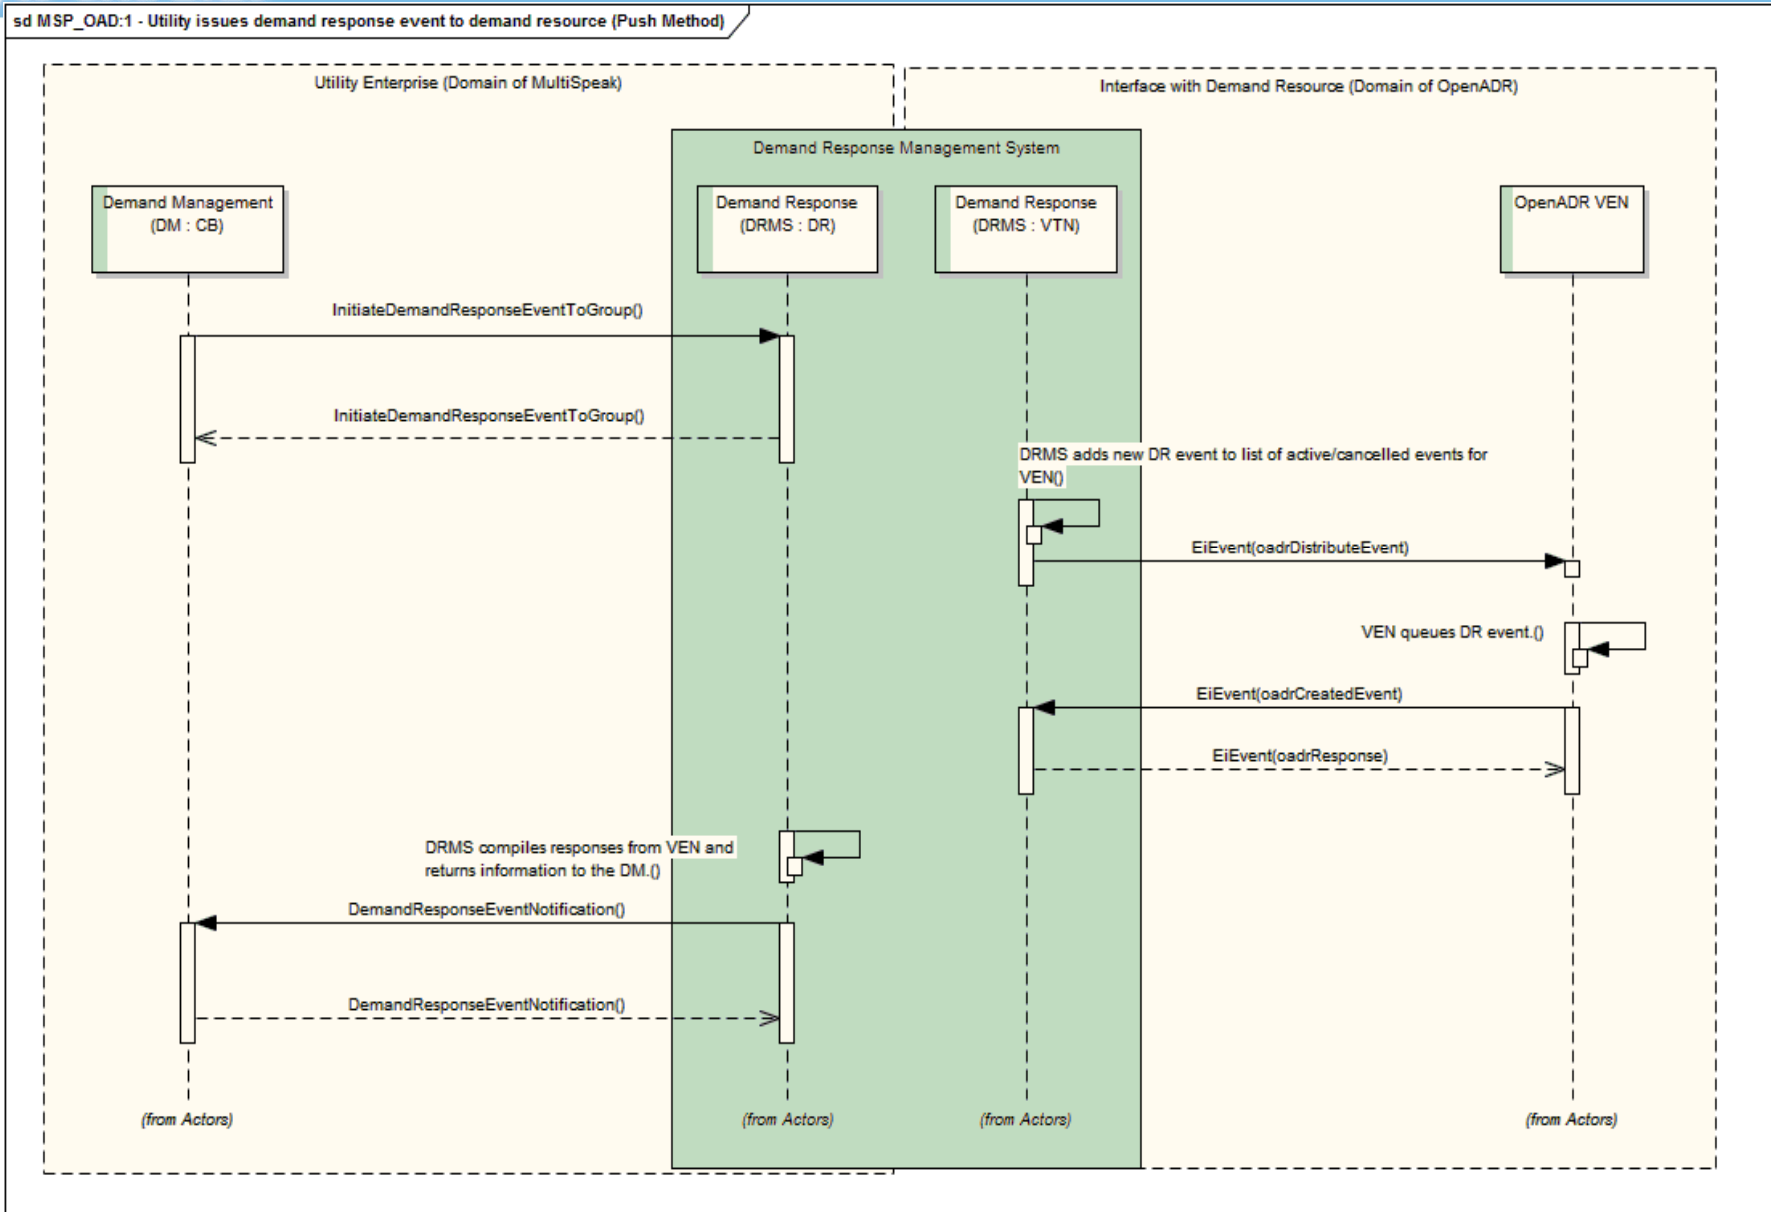 sd MSP_OAD:1 - Utility issues demand response event to demand resource (Push Method)
Utility Enterprise (Domain of MultiSpeak)
Interface with Demand Resource (Domain of OpenADR)
Demand Response Management System
Demand Management
(DM : CB)
Demand Response
(DRMS : DR)
Demand Response
(DRMS : VTN)
OpenADR VEN
InitiateDemandResponseEventToGroup()
InitiateDemandResponseEventToGroup()
DRMS adds new DR event to list of active/cancelled events for
VEN()
EiEvent(oadrDistributeEvent)
VEN queues DR event.()
EiEvent(oadrCreatedEvent)
EiEvent(oadrResponse)
DRMS compiles responses from VEN and
returns information to the DM.()
DemandResponseEventNotification()
DemandResponseEventNotification()
(from Actors)
(from Actors)
(from Actors)
(from Actors)